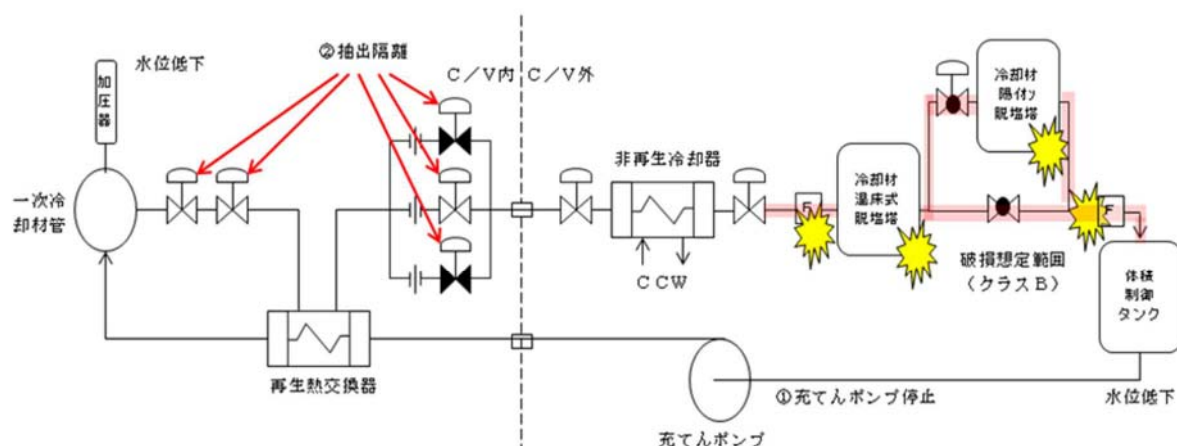 水位低下
②抽出隔離
C/V内
C/V外
加圧器
冷却材
陽イオン
脱塩塔
非再生冷却器
冷却材
混床式
脱塩塔
一次冷
却材管
F
F
CCW
破損想定範囲
(クラスB)
体積
制御
タンク
再生熱交換器
①充てんポンプ停止
水位低下
充てんポンプ